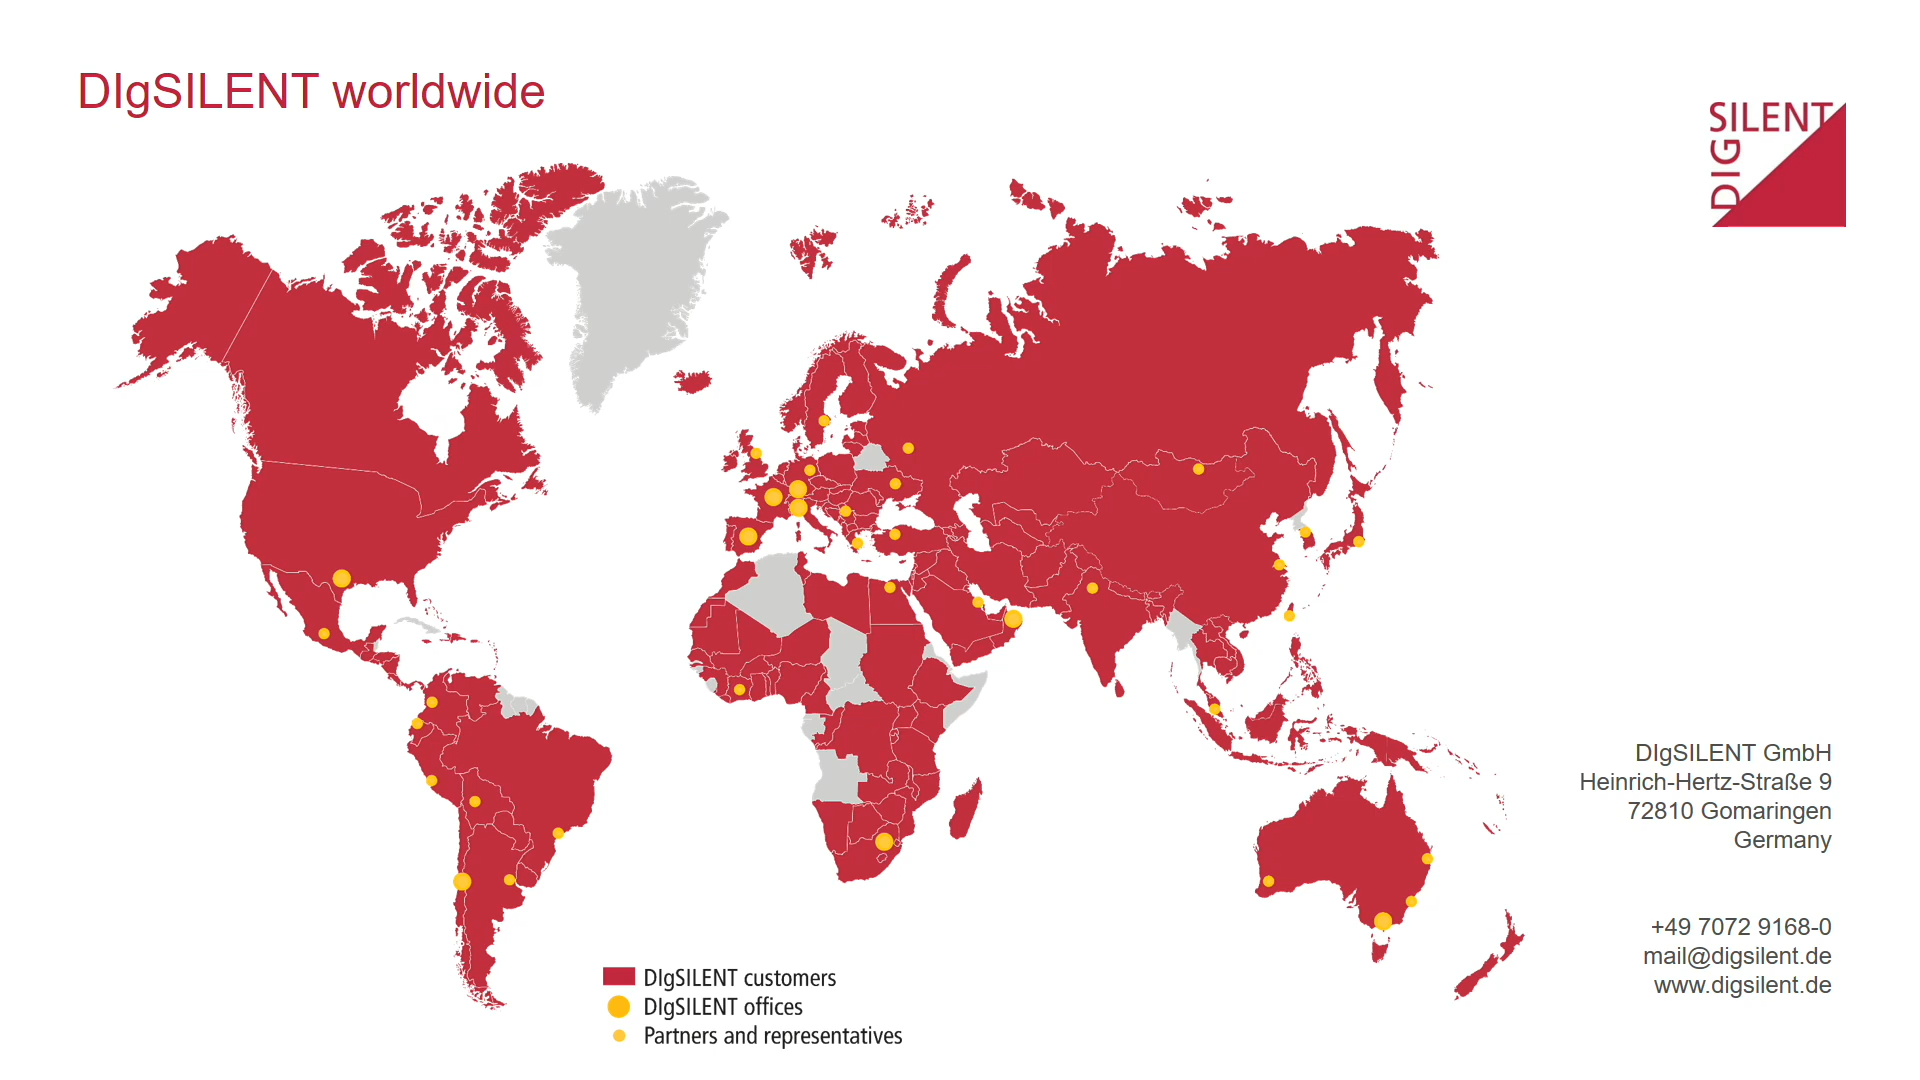 DIgSILENT worldwide
SILENT
DIG
DIgSILENT GmbH
Heinrich-Hertz-Straße 9
72810 Gomaringen
Germany
+49 7072 9168-0
mail@digsilent.de
www.digsilent.de
DIgSILENT customers
DIgSILENT offices
Partners and representatives